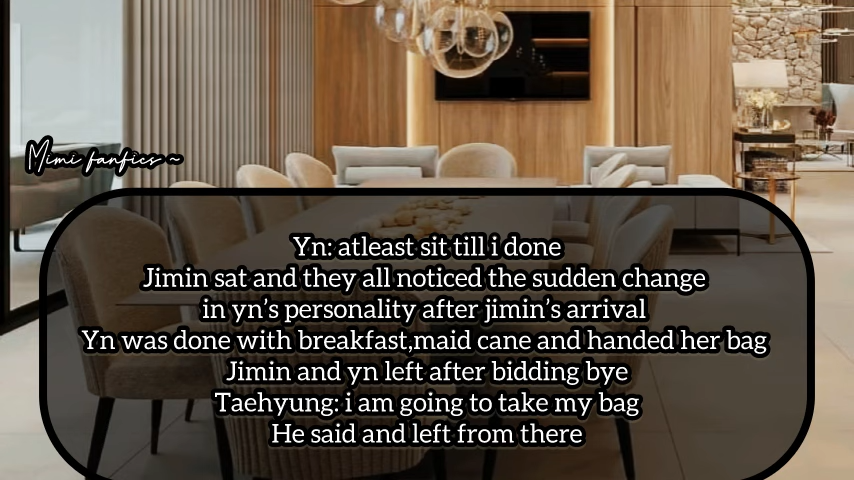 Mimi fanfics ~
Yn: atleast sit till i done
Jimin sat and they all noticed the sudden change
in yn's personality after jimin's arrival
Yn was done with breakfast,maid cane and handed her bag
Jimin and yn left after bidding bye
Taehyung: i am going to take my bag
He said and left from there